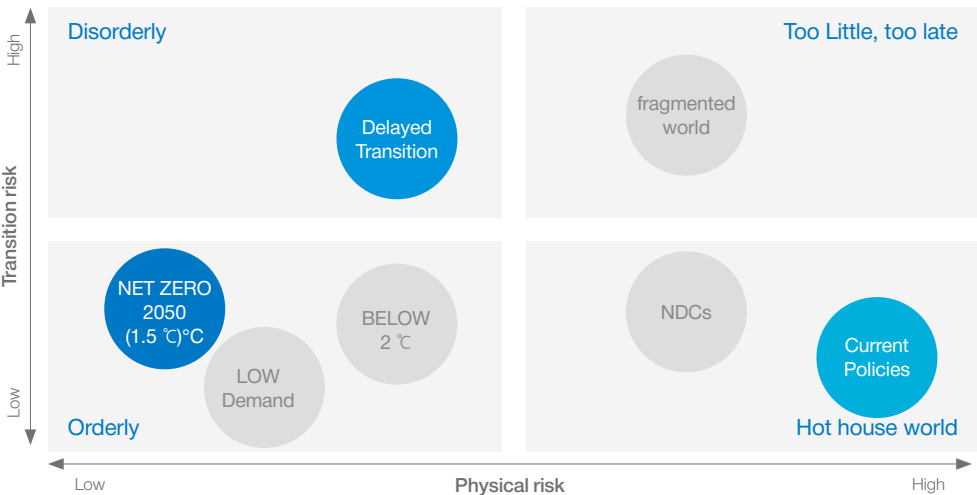 Disorderly
Too Little, too late
High
Delayed
Transition
fragmented
world
Transition risk
NET ZERO
2050
(1.5 ℃)°C
LOW
Demand
BELOW
2 ℃
NDCs
Current
Policies
Low
Orderly
Hot house world
Low
Physical risk
High